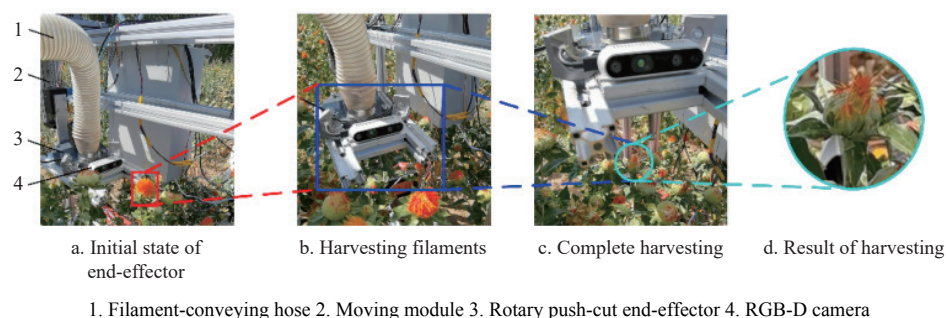 1
2
3
4
a. Initial state of
end-effector
b. Harvesting filaments
c. Complete harvesting
d. Result of harvesting
1. Filament-conveying hose 2. Moving module 3. Rotary push-cut end-effector 4. RGB-D camera